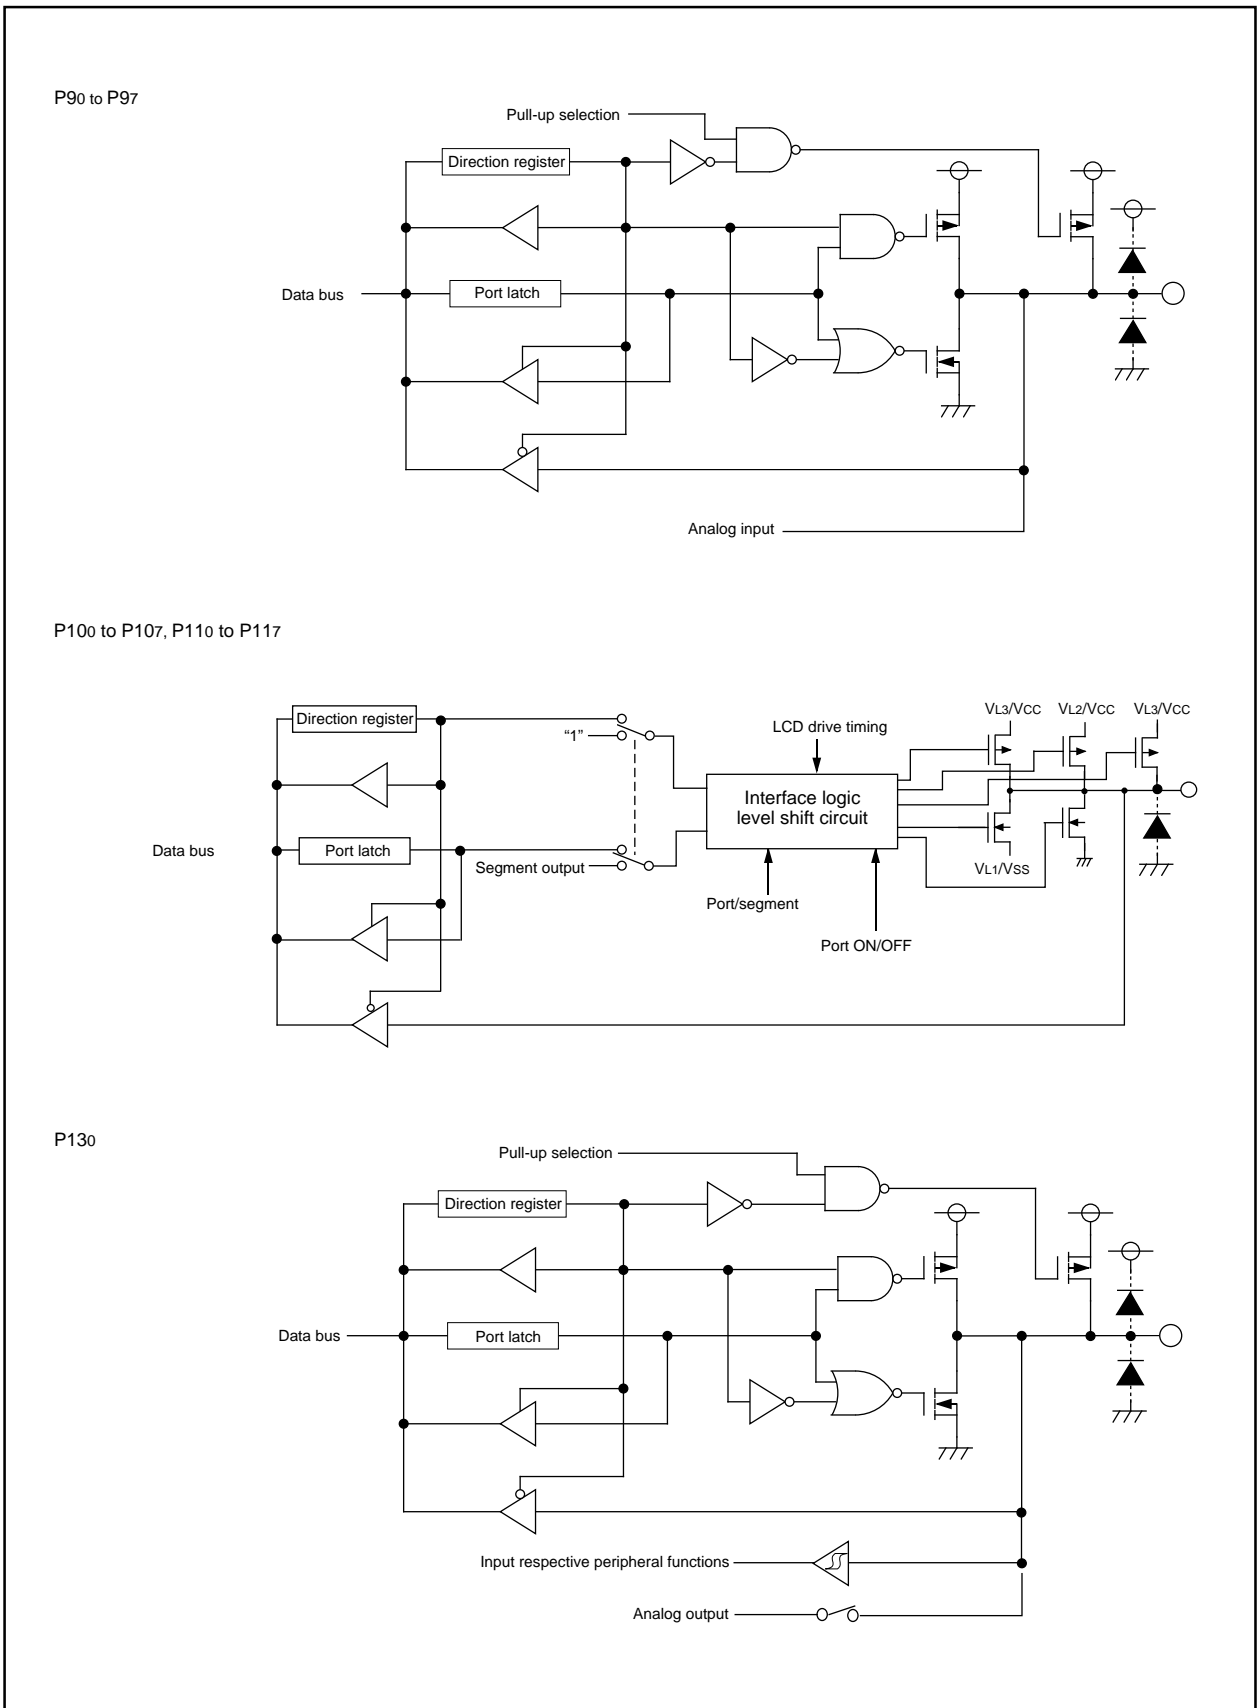 P90 to P97
Pull-up selection
Direction register
Data bus
Port latch
Analog input
P100 to P107, P110 to P117
VL3/VCC
VL2/VCC
VL3/VCC
Direction register
LCD drive timing
“1”
Interface logic
level shift circuit
Data bus
Port latch
Segment output
VL1/VSS
Port/segment
Port ON/OFF
P130
Pull-up selection
Direction register
Data bus
Port latch
Input respective peripheral functions
Analog output